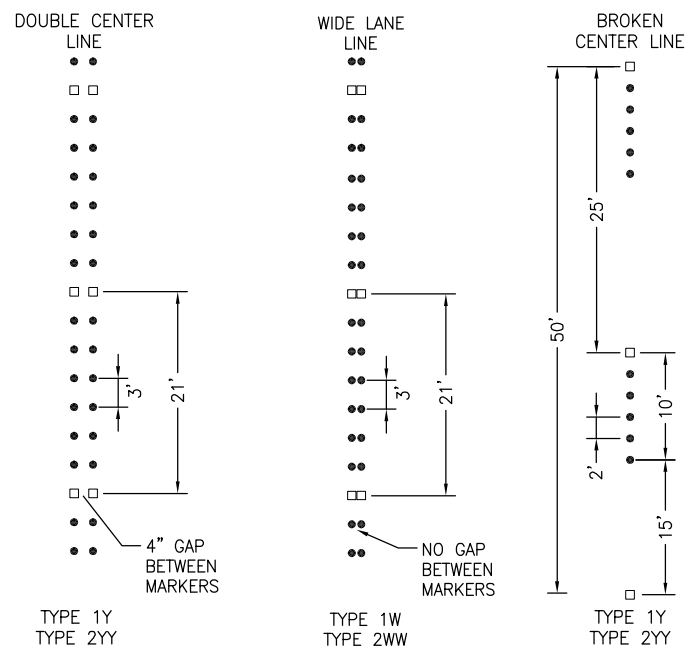 DOUBLE CENTER
LINE
3'
21'
4" GAP
BETWEEN
MARKERS
TYPE 1Y
TYPE 2YY
WIDE LANE
LINE
3'
21'
NO GAP
BETWEEN
MARKERS
TYPE 1W
TYPE 2WW
BROKEN
CENTER LINE
25'
50'
10'
2'
15'
TYPE 1Y
TYPE 2YY